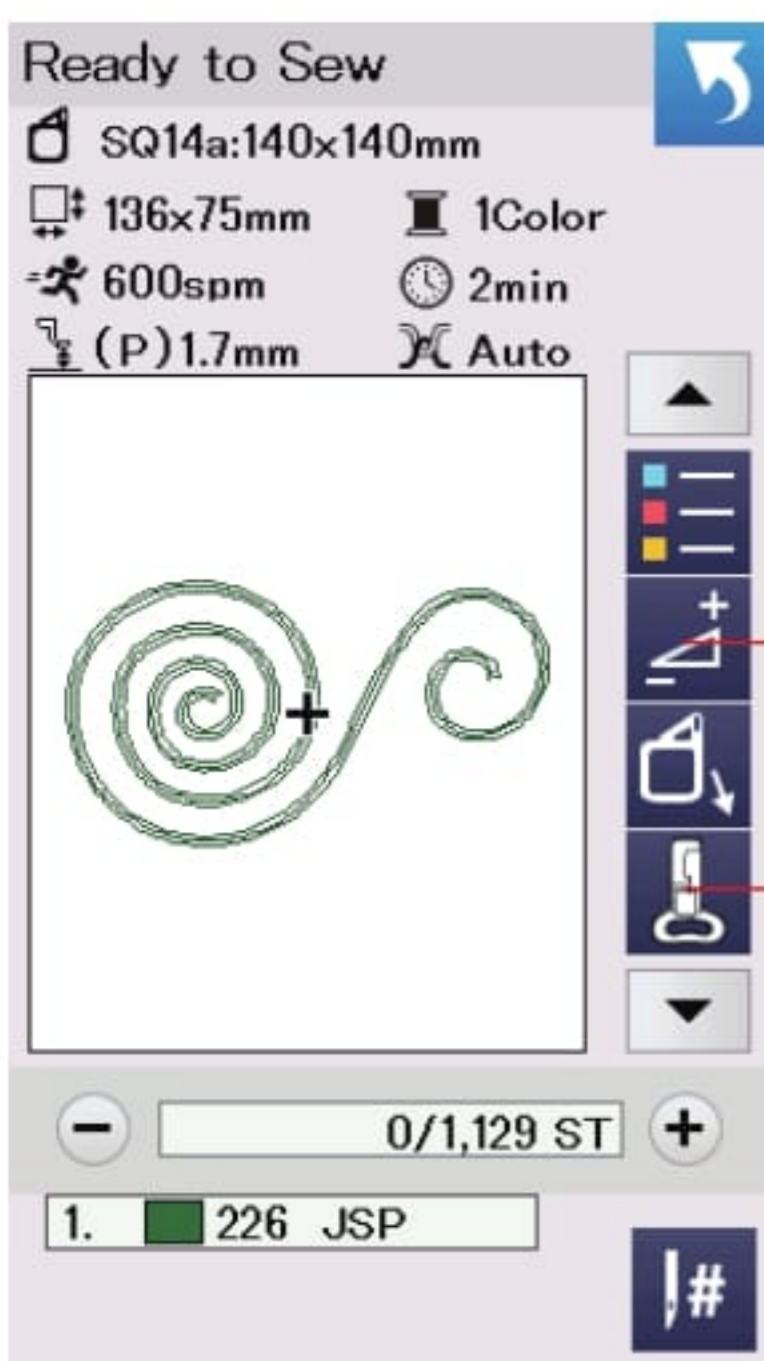 Ready to Sew
SQ14a:140x140mm
136x75mm 1Color
600spm 2min
(P)1.7mm Auto
0/1,129 ST
1. 226 JSP
#